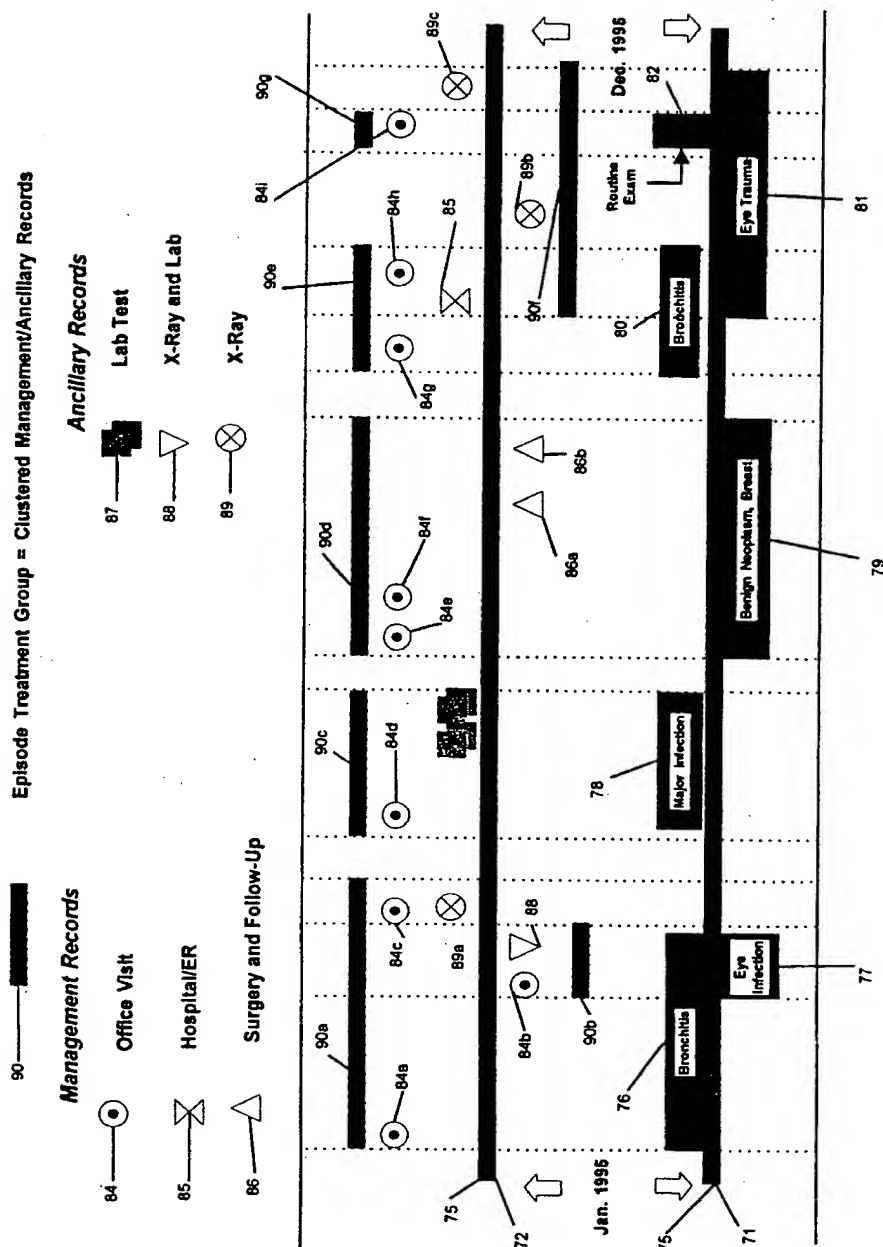 90
Episode Treatment Group = Clustered Management/Ancillary Records
Management Records
84
Office Visit
85
Hospital/ER
86
Surgery and Follow-Up
Ancillary Records
87
Lab Test
88
X-Ray and Lab
89
X-Ray
90a
90c
90d
90e
84i
90g
84a
84c
84d
84e
84f
84g
84h
85
89c
89a
75
72
84b
88
90b
86a
86b
90f
89b
Jan. 1995
Dec. 1995
76
Bronchitis
78
Major Infection
80
Broochitis
Routine
Exam
82
75
71
Eye
Infection
77
Benign Neoplasm, Breast
79
Eye Trauma
81